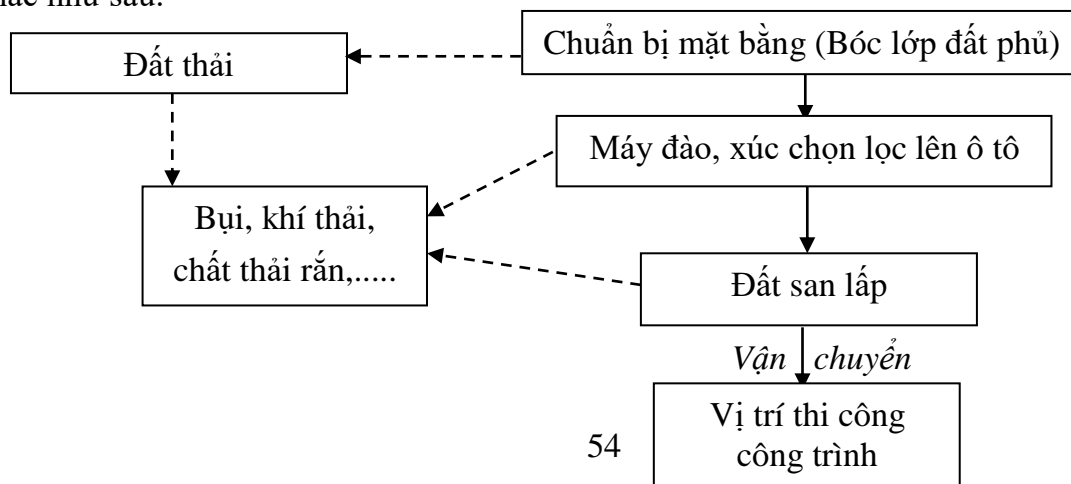 như sau:
Chuẩn bị mặt bằng (Bóc lớp đất phủ)
Đất thải
Máy đào, xúc chọn lọc lên ô tô
Bụi, khí thải,
chất thải rắn,.....
Đất san lấp
Vận chuyển
Vị trí thi công
công trình
54